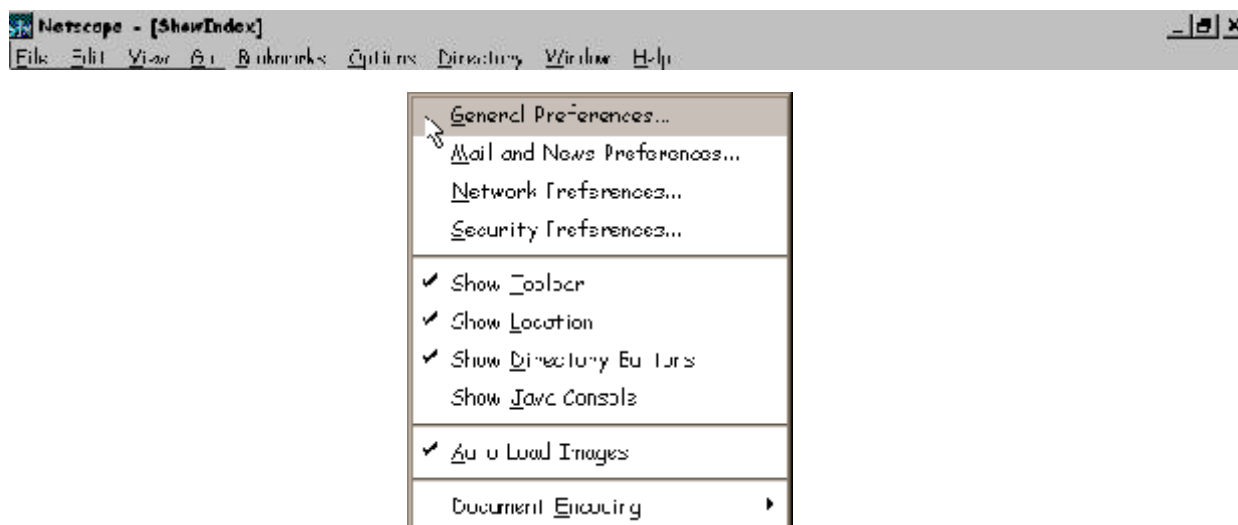 Netscape - [ShowIndex]
File Edit View Go Bookmarks Options Directory Window Help
General Preferences...
Mail and News Preferences...
Network Preferences...
Security Preferences...
Show Toolbar
Show Location
Show Directory Buttons
Show Java Console
Auto Load Images
Document Encoding